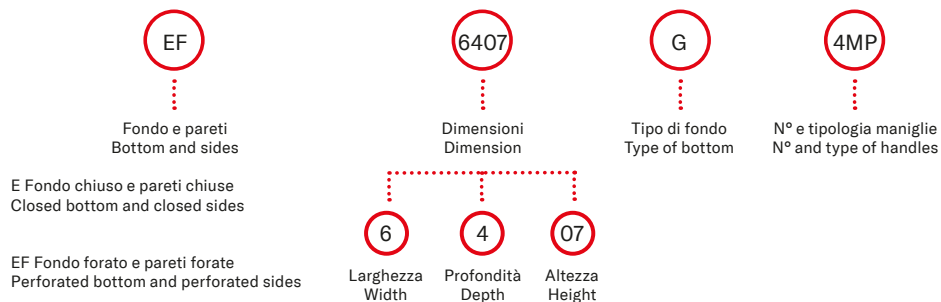 EF
6407
G
4MP
Fondo e pareti
Bottom and sides
Dimensioni
Dimension
Tipo di fondo
Type of bottom
N° e tipologia maniglie
N° and type of handles
E Fondo chiuso e pareti chiuse
Closed bottom and closed sides
EF Fondo forato e pareti forate
Perforated bottom and perforated sides
6
4
07
Larghezza
Width
Profondità
Depth
Altezza
Height